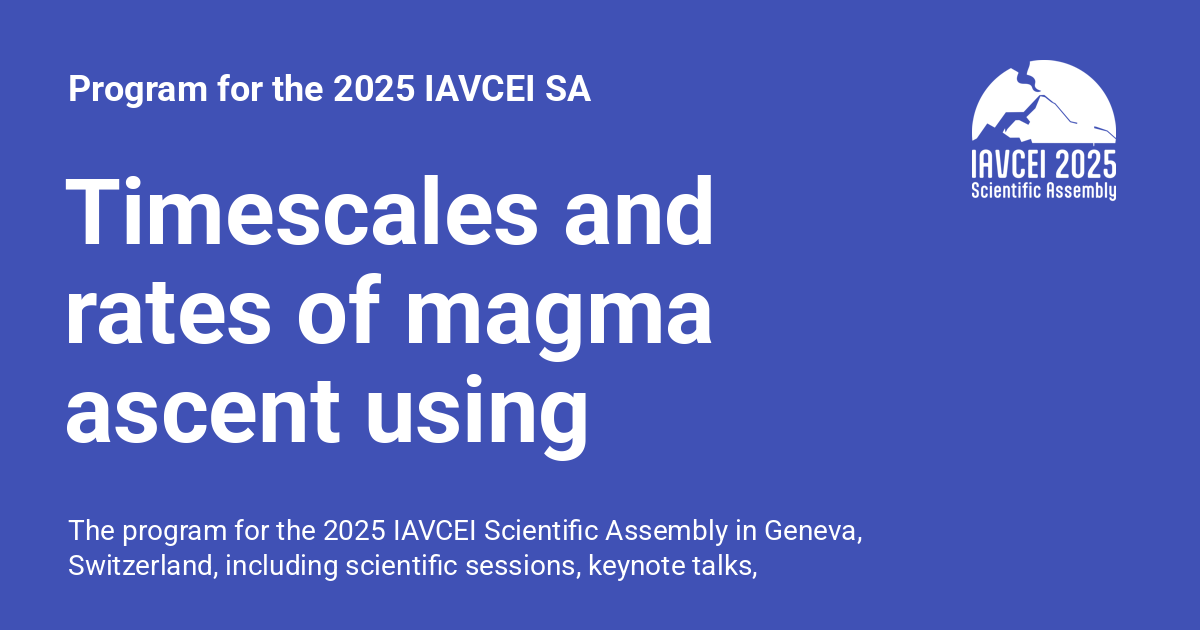 Program for the 2025 IAVCEI SA
IAVCEI 2025
Scientific Assembly
Timescales and
rates of magma
ascent using
The program for the 2025 IAVCEI Scientific Assembly in Geneva,
Switzerland, including scientific sessions, keynote talks,